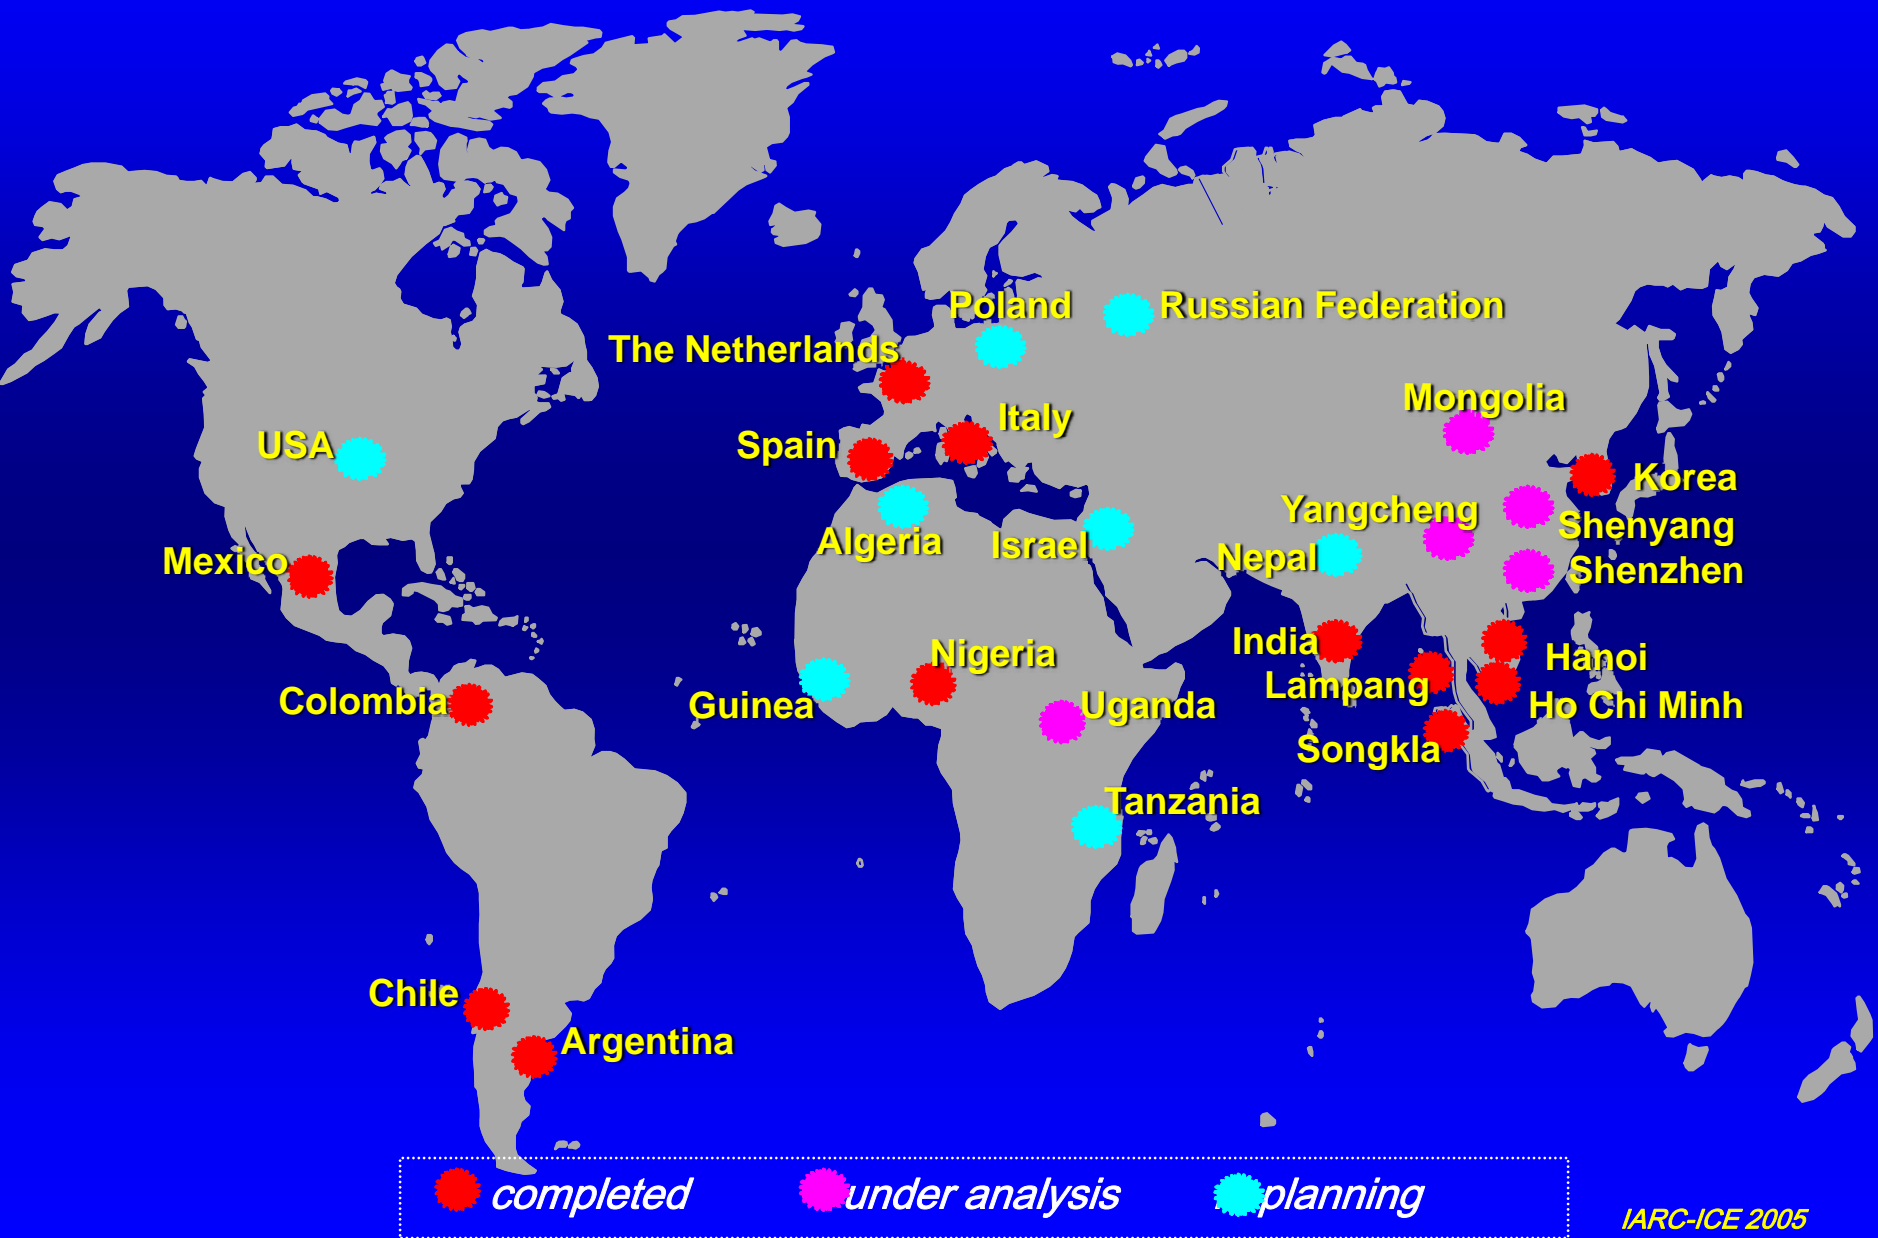 Poland
Russian Federation
The Netherlands
Mongolia
Italy
USA
Spain
Korea
Yangcheng
Shenyang
Algeria
Israel
Nepal
Shenzhen
Mexico
India
Nigeria
Hanoi
Lampang
Colombia
Guinea
Uganda
Ho Chi Minh
Songkla
Tanzania
Chile
Argentina
completed
under analysis
planning
IARC-ICE 2005